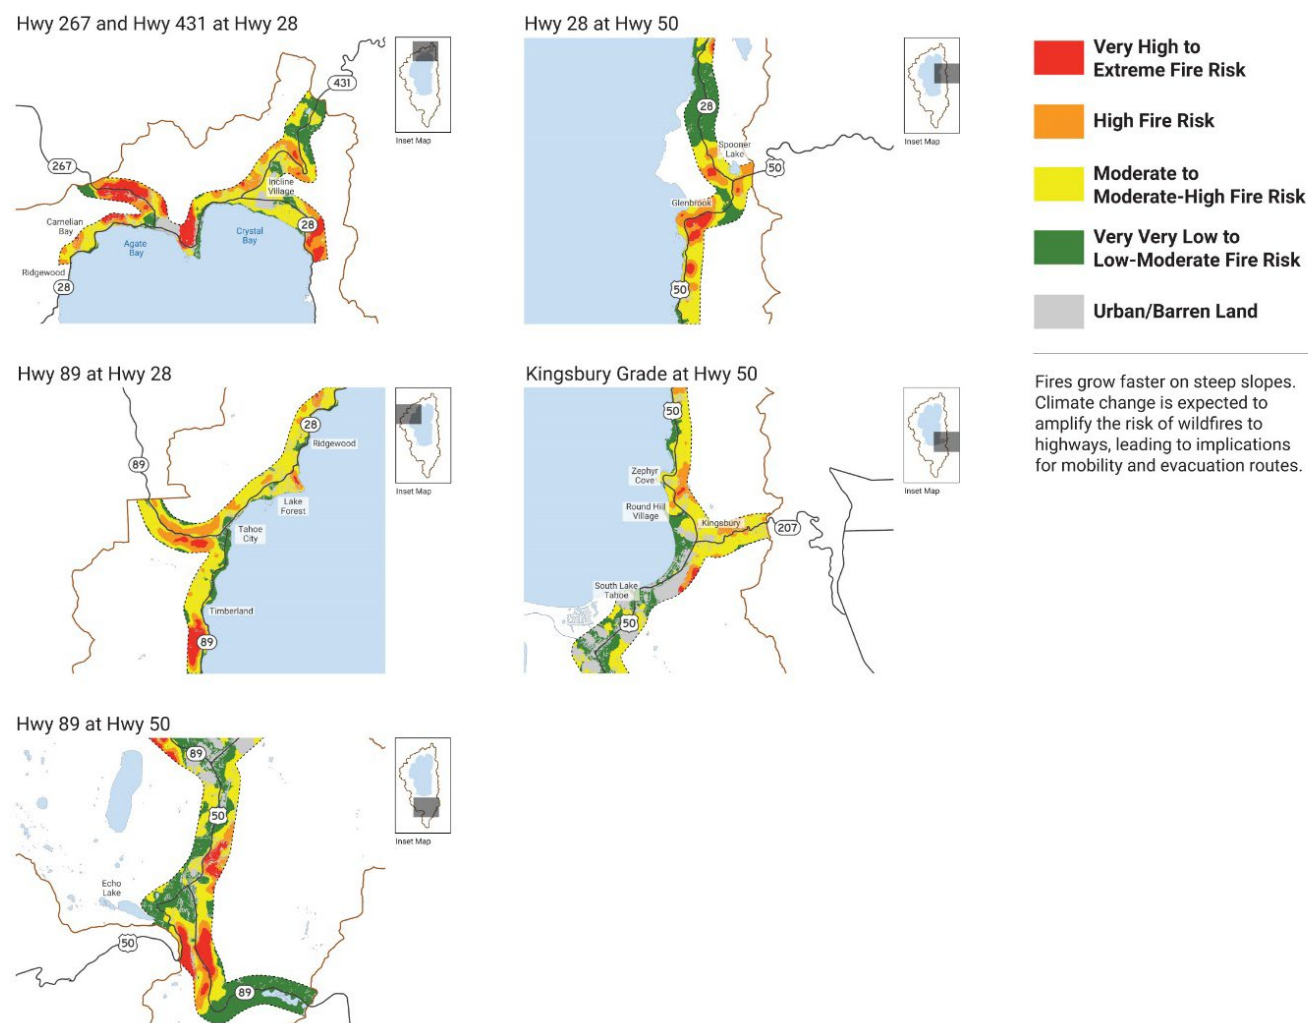 Hwy 267 and Hwy 431 at Hwy 28
431
267
Incline
Village
Carnelian
Bay
Agate
Bay
Crystal
Bay
28
Ridgewood
28
Inset Map
Hwy 28 at Hwy 50
28
Spooner
Lake
50
Glenbrook
50
Inset Map
Very High to
Extreme Fire Risk
High Fire Risk
Moderate to
Moderate-High Fire Risk
Very Very Low to
Low-Moderate Fire Risk
Urban/Barren Land
Fires grow faster on steep slopes.
Climate change is expected to
amplify the risk of wildfires to
highways, leading to implications
for mobility and evacuation routes.
Hwy 89 at Hwy 28
28
Ridgewood
89
Lake
Forest
Tahoe
City
Timberland
89
Inset Map
Kingsbury Grade at Hwy 50
50
Zephyr
Cove
Round Hill
Village
Kingsbury
207
South Lake
Tahoe
50
Inset Map
Hwy 89 at Hwy 50
89
50
Echo
Lake
50
89
Inset Map